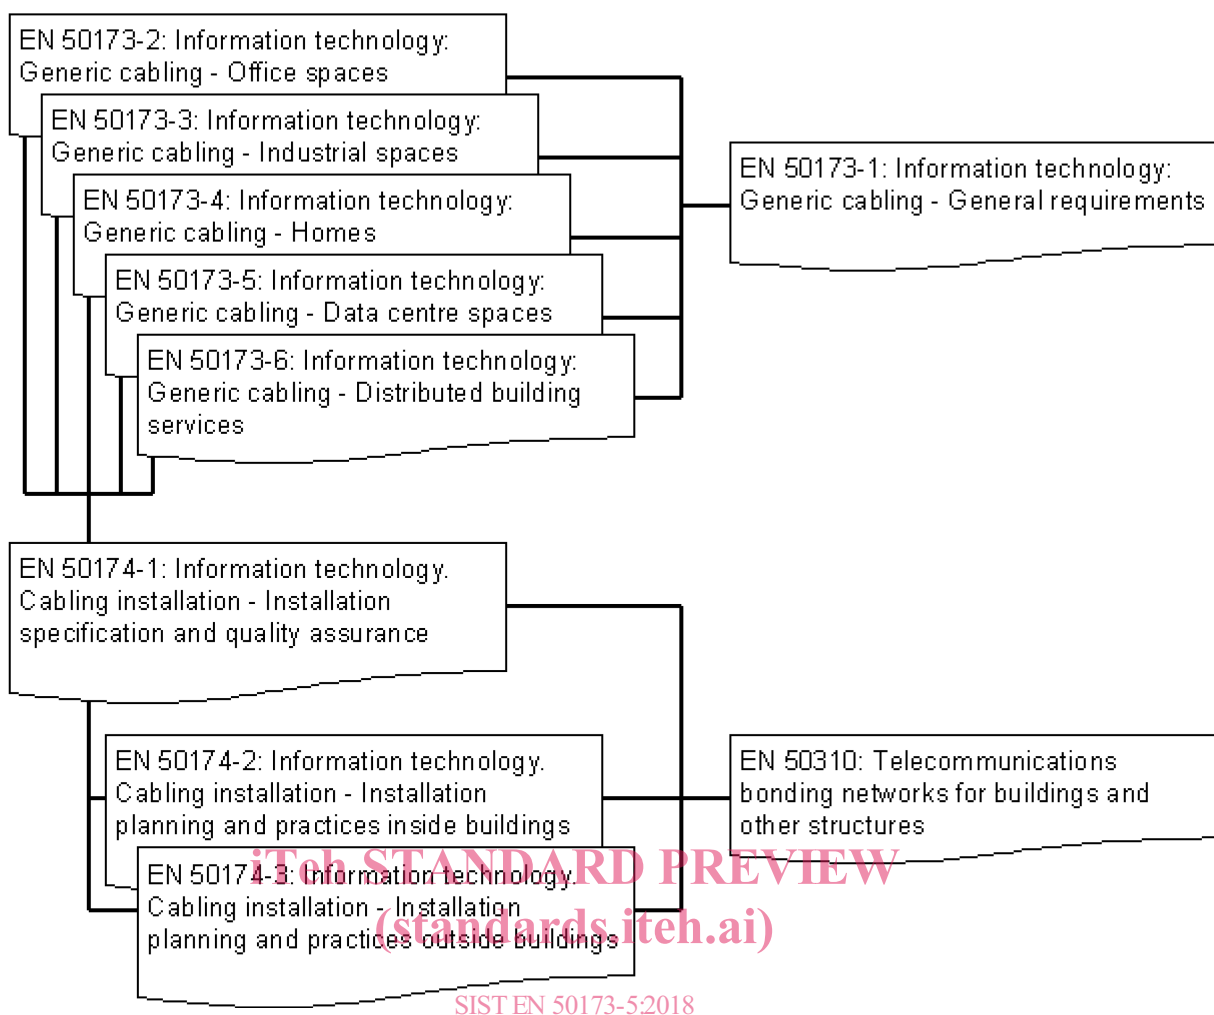 EN 50173-2: Information technology:
Generic cabling - Office spaces
EN 50173-3: Information technology:
Generic cabling - Industrial spaces
EN 50173-4: Information technology:
Generic cabling - Homes
EN 50173-5: Information technology:
Generic cabling - Data centre spaces
EN 50173-6: Information technology:
Generic cabling - Distributed building
services
EN 50173-1: Information technology:
Generic cabling - General requirements
EN 50174-1: Information technology.
Cabling installation - Installation
specification and quality assurance
EN 50174-2: Information technology.
Cabling installation - Installation
planning and practices inside buildings
EN 50174-3: Information technology.
Cabling installation - Installation
planning and practices outside buildings
EN 50310: Telecommunications
bonding networks for buildings and
other structures
iTeh STANDARD PREVIEW
(standards.iteh.ai)
SIST EN 50173-5:2018